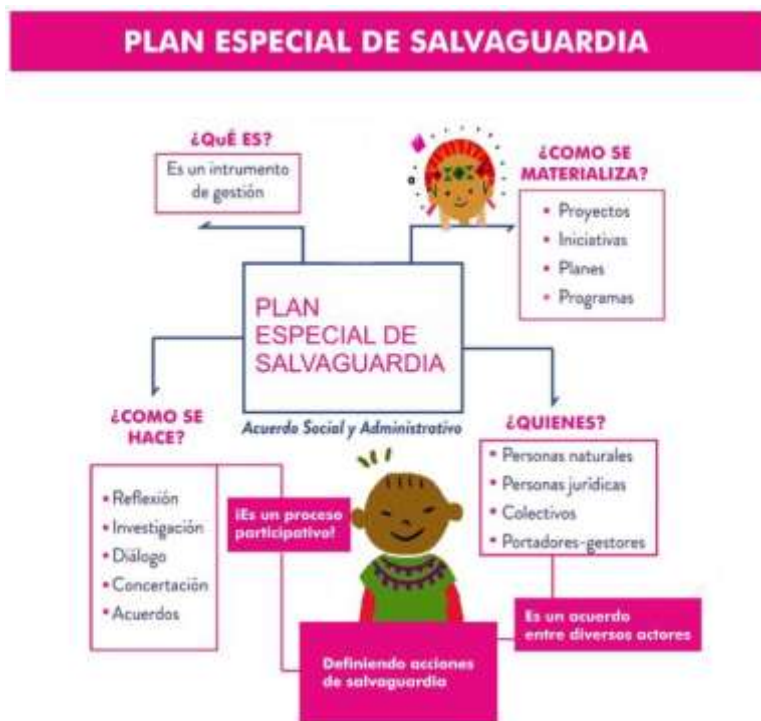 PLAN ESPECIAL DE SALVAGUARDIA
¿QuÉ ES?
Es un intrumento
de gestión
¿COMO SE
MATERIALIZA?
• Proyectos
• Iniciativas
• Planes
• Programas
PLAN
ESPECIAL DE
SALVAGUARDIA
Acuerdo Social y Administrativo
¿COMO SE
HACE?
• Reflexión
• Investigación
• Diálogo
• Concertación
• Acuerdos
¡Es un proceso
participativo!
¿QUIENES?
• Personas naturales
• Personas jurídicas
• Colectivos
• Portadores-gestores
Es un acuerdo
entre diversos actores
Definiendo acciones
de salvaguardia